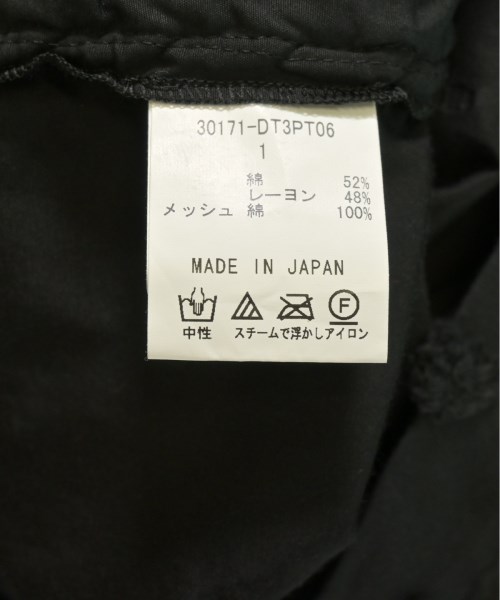 30171-DT3PT06
1
綿 52%
レーヨン 48%
メッシュ 綿 100%
MADE IN JAPAN
F
中性 スチームで浮かしアイロン